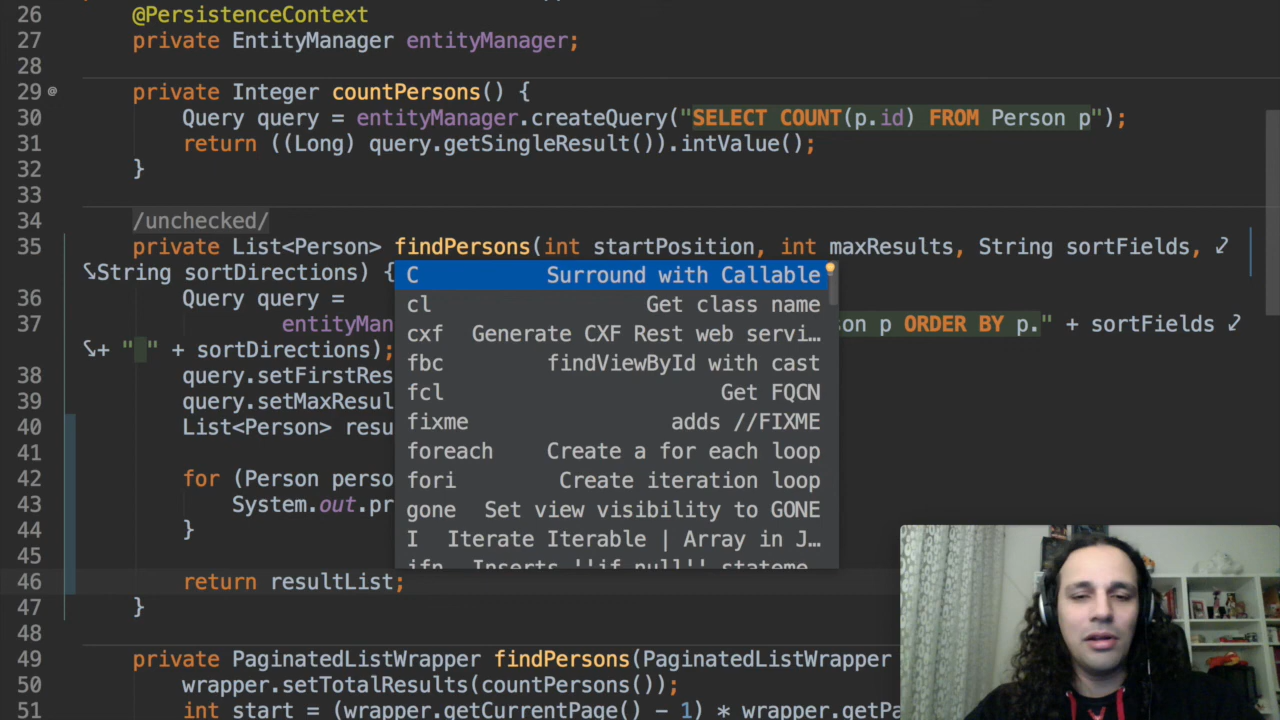 26 @PersistenceContext
27 private EntityManager entityManager;
28
29 @ private Integer countPersons() {
30 Query query = entityManager.createQuery("SELECT COUNT(p.id) FROM Person p");
31 return ((Long) query.getSingleResult()).intValue();
32 }
33
34 /unchecked/
35 private List<Person> findPersons(int startPosition, int maxResults, String sortFields,
String sortDirections) {
C Surround with Callable
cl Get class name
cxf Generate CXF Rest web servi…
fbc findViewById with cast
fcl Get FQCN
fixme adds //FIXME
foreach Create a for each loop
fori Create iteration loop
gone Set view visibility to GONE
I Iterate Iterable | Array in J…
ifn Inserts ''if null'' stateme
36 Query query =
37 entityMan on p ORDER BY p." + sortFields
+ " " + sortDirections);
38 query.setFirstRes
39 query.setMaxResul
40 List<Person> resu
41
42 for (Person perso
43 System.out.pr
44 }
45
46 return resultList;
47 }
48
49 private PaginatedListWrapper findPersons(PaginatedListWrapper
50 wrapper.setTotalResults(countPersons());
51 int start = (wrapper.getCurrentPage() - 1) * wrapper.getPa